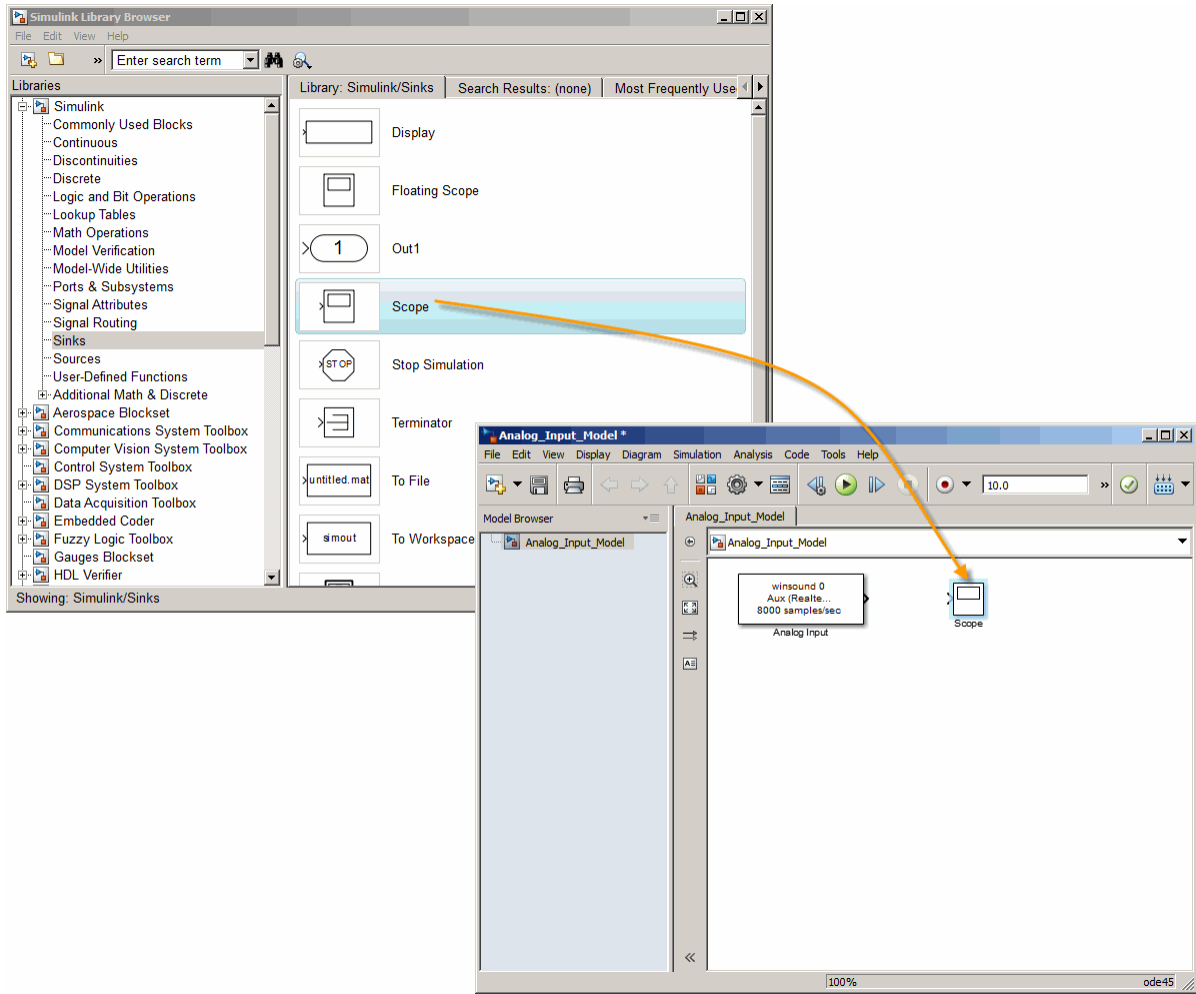 Simulink Library Browser
File Edit View Help
» Enter search term
Libraries
Simulink
Commonly Used Blocks
Continuous
Discontinuities
Discrete
Logic and Bit Operations
Lookup Tables
Math Operations
Model Verification
Model-Wide Utilities
Ports & Subsystems
Signal Attributes
Signal Routing
Sinks
Sources
User-Defined Functions
Additional Math & Discrete
Aerospace Blockset
Communications System Toolbox
Computer Vision System Toolbox
Control System Toolbox
DSP System Toolbox
Data Acquisition Toolbox
Embedded Coder
Fuzzy Logic Toolbox
Gauges Blockset
HDL Verifier
Showing: Simulink/Sinks
Library: Simulink/Sinks Search Results: (none) Most Frequently Use
Display
Floating Scope
1 Out1
Scope
STOP Stop Simulation
Terminator
untitled.mat To File
simout To Workspace
Analog_Input_Model *
File Edit View Display Diagram Simulation Analysis Code Tools Help
10.0 »
Model Browser
Analog_Input_Model
Analog_Input_Model
Analog_Input_Model
A
winsound 0
Aux (Realte...
8000 samples/sec
Analog Input
Scope
«
100% ode45